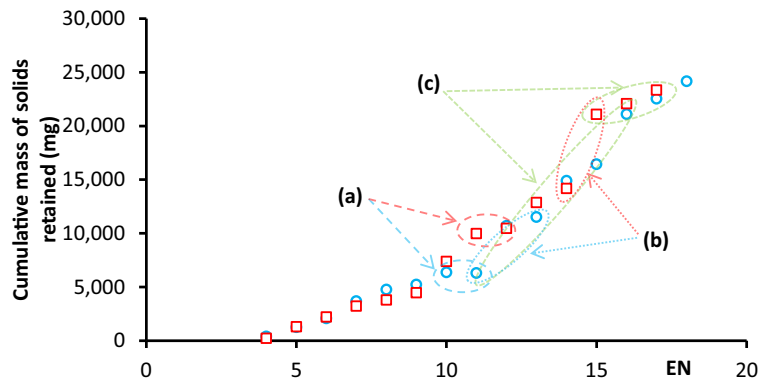 30,000
25,000
20,000
15,000
10,000
5,000
0
Cumulative mass of solids
retained (mg)
(c)
(a)
(b)
0
5
10
15
EN
20